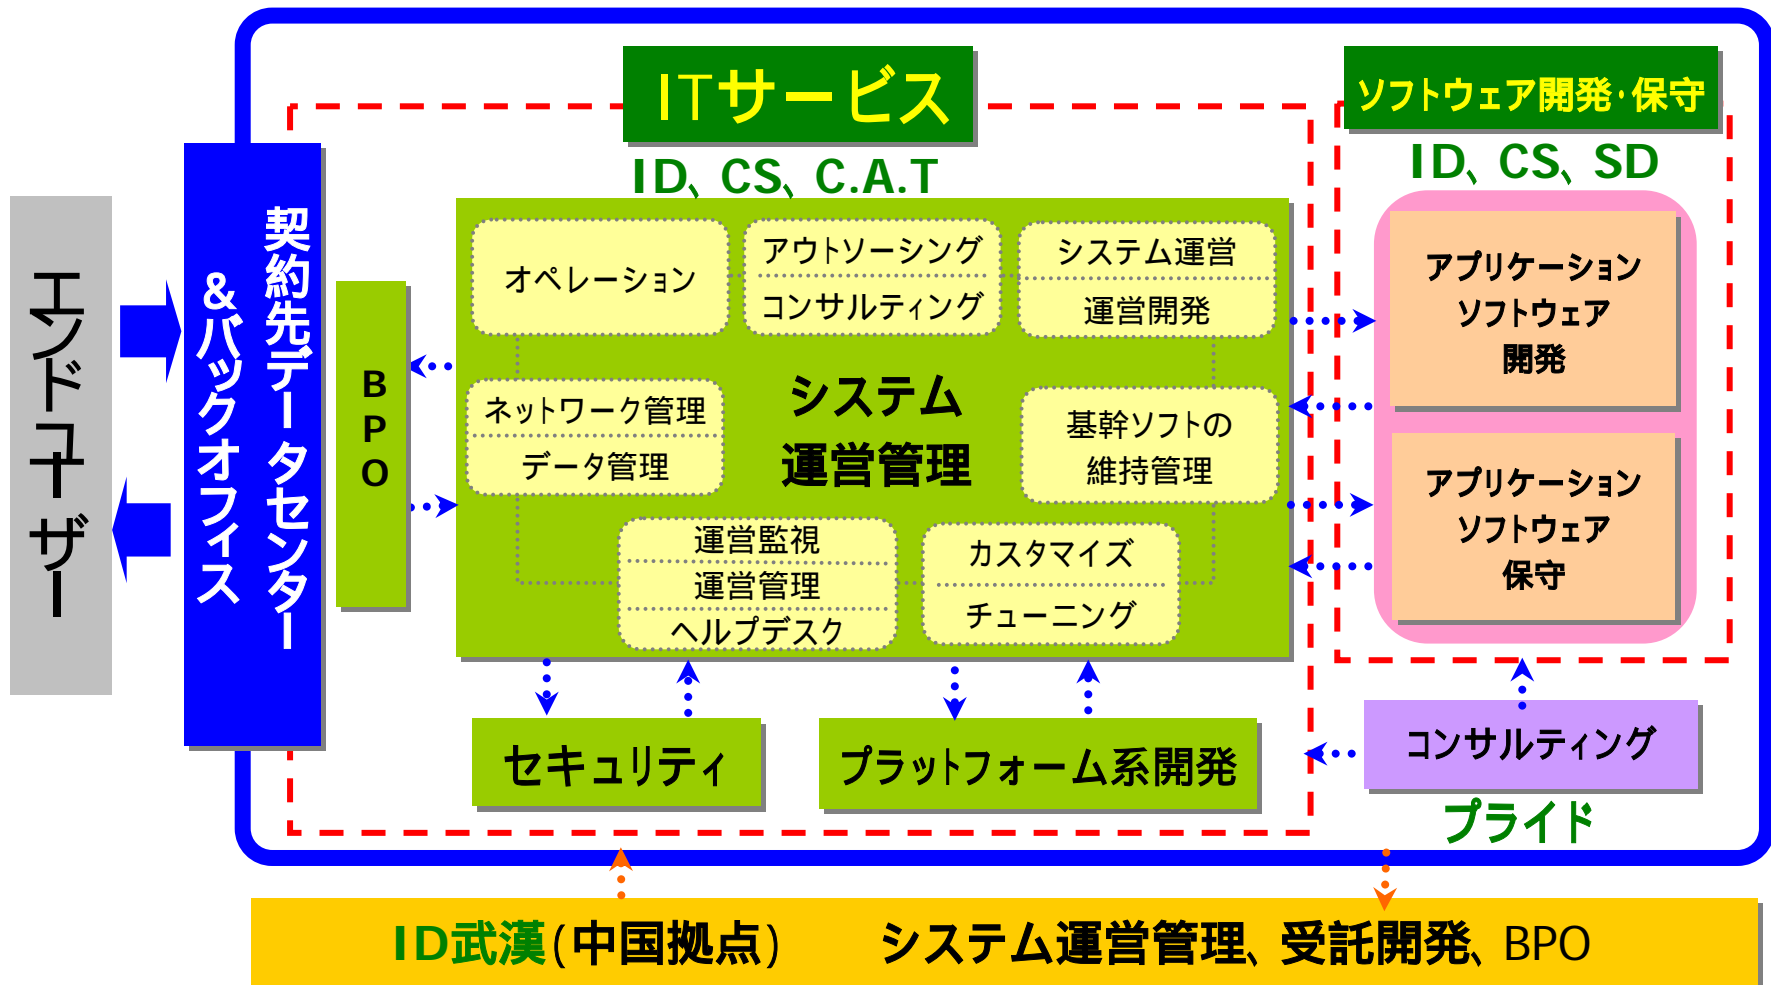 ITサービス
ソフトウェア開発・保守
ID、CS、C.A.T
ID、CS、SD
エンドユーザー
契約先データセンター
&バックオフィス
BPO
オペレーション
アウトソーシング
コンサルティング
システム運営
運営開発
ネットワーク管理
データ管理
システム
運営管理
基幹ソフトの
維持管理
運営監視
運営管理
ヘルプデスク
カスタマイズ
チューニング
アプリケーション
ソフトウェア
開発
アプリケーション
ソフトウェア
保守
セキュリティ
プラットフォーム系開発
コンサルティング
プライド
ID武漢(中国拠点) システム運営管理、受託開発、BPO